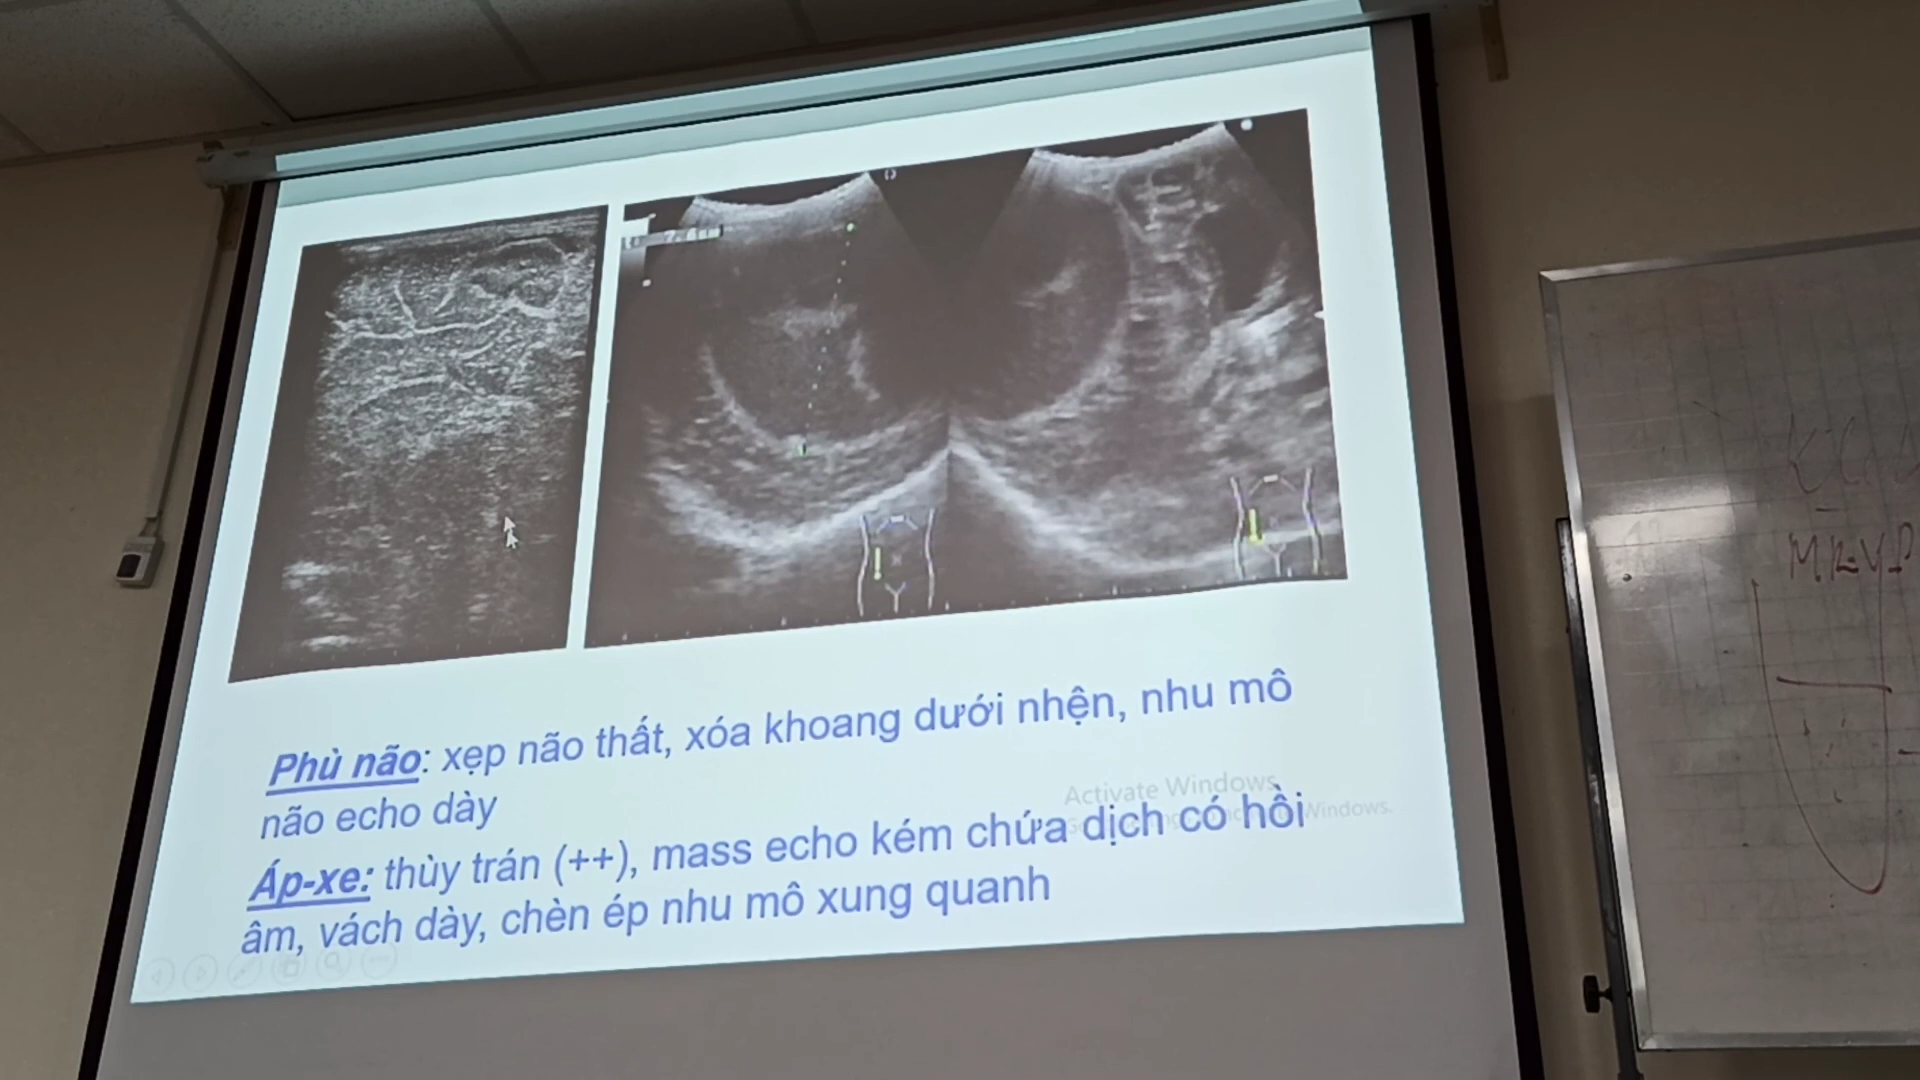 Phù não: xẹp não thất, xóa khoang dưới nhện, nhu mô
não echo dày
Activate Windows
Áp-xe: thùy trán (++), mass echo kém chứa dịch có hồi
âm, vách dày, chèn ép nhu mô xung quanh